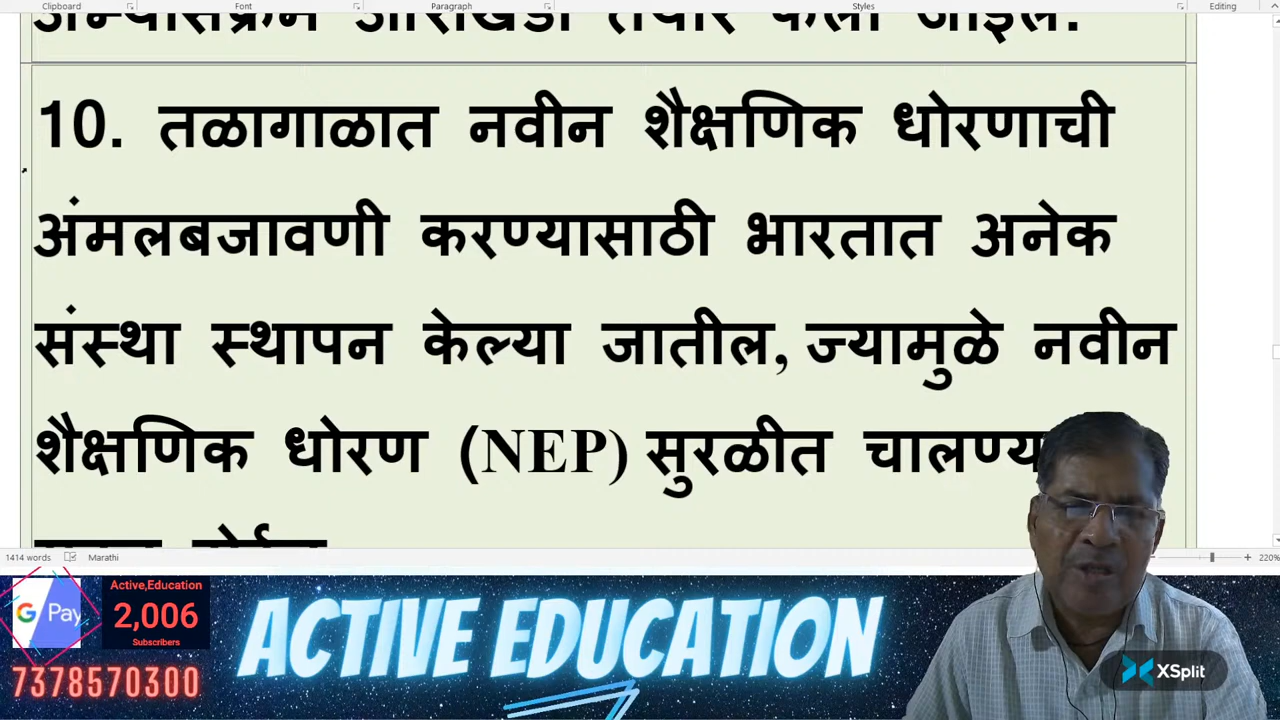 Clipboard Font Paragraph Styles Editing
10. तळागाळात नवीन शैक्षणिक धोरणाची
अंमलबजावणी करण्यासाठी भारतात अनेक
संस्था स्थापन केल्या जातील, ज्यामुळे नवीन
शैक्षणिक धोरण (NEP) सुरळीत
1414 words Marathi 220%
G Pay
Active,Education
2,006
Subscribers
7378570300
ACTIVE EDUCATION
XSplit